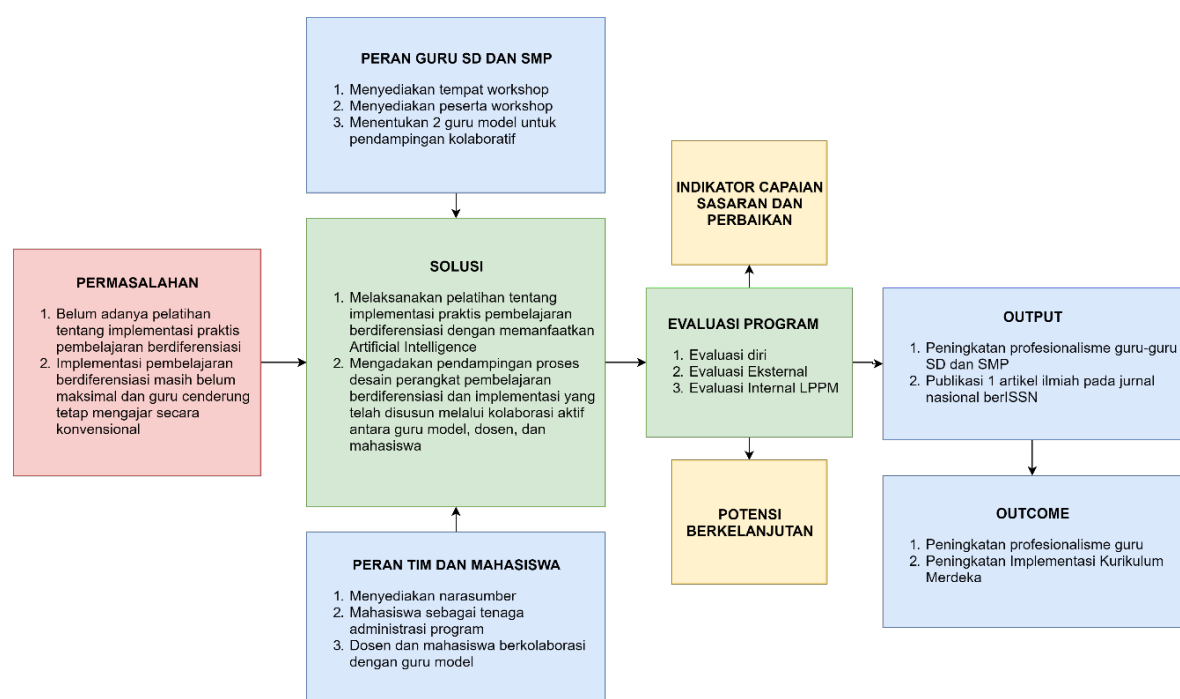 PERAN GURU SD DAN SMP
1. Menyediakan tempat workshop
2. Menyediakan peserta workshop
3. Menentukan 2 guru model untuk
pendampingan kolaboratif
INDIKATOR CAPAIAN
SASARAN DAN
PERBAIKAN
PERMASALAHAN
1. Belum adanya pelatihan
tentang implementasi praktis
pembelajaran berdiferensiasi
2. Implementasi pembelajaran
berdiferensiasi masih belum
maksimal dan guru cenderung
tetap mengajar secara
konvensional
SOLUSI
1. Melaksanakan pelatihan tentang
implementasi praktis pembelajaran
berdiferensiasi dengan memanfaatkan
Artificial Intelligence
2. Mengadakan pendampingan proses
desain perangkat pembelajaran
berdiferensiasi dan implementasi yang
telah disusun melalui kolaborasi aktif
antara guru model, dosen, dan
mahasiswa
EVALUASI PROGRAM
1. Evaluasi diri
2. Evaluasi Eksternal
3. Evaluasi Internal LPPM
OUTPUT
1. Peningkatan profesionalisme guru-guru
SD dan SMP
2. Publikasi 1 artikel ilmiah pada jurnal
nasional berISSN
POTENSI
BERKELANJUTAN
OUTCOME
1. Peningkatan profesionalisme guru
2. Peningkatan Implementasi Kurikulum
Merdeka
PERAN TIM DAN MAHASISWA
1. Menyediakan narasumber
2. Mahasiswa sebagai tenaga
administrasi program
3. Dosen dan mahasiswa berkolaborasi
dengan guru model